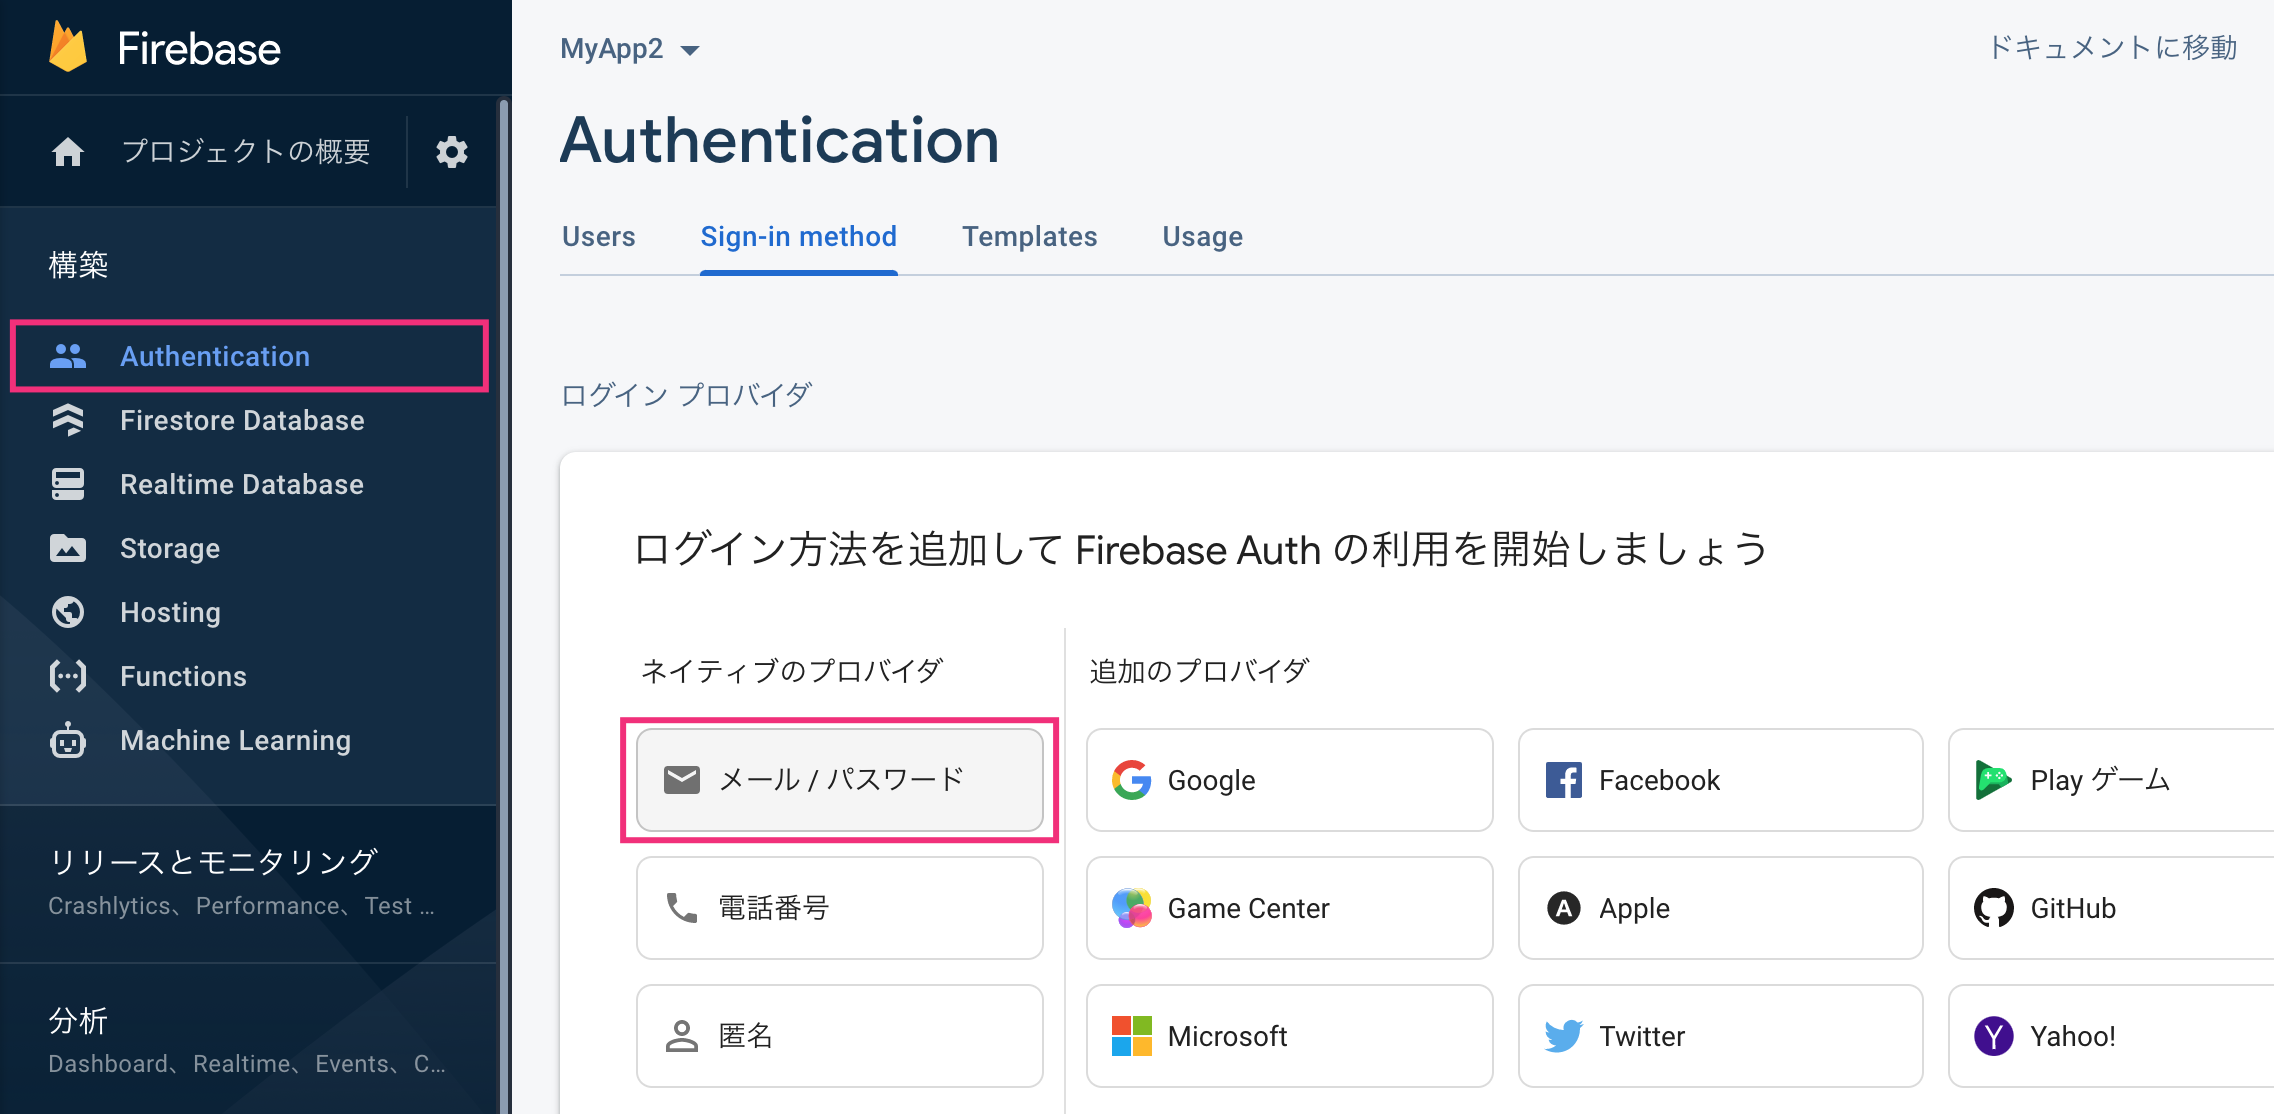 Firebase
プロジェクトの概要
構築
Authentication
Firestore Database
Realtime Database
Storage
Hosting
Functions
Machine Learning
リリースとモニタリング
Crashlytics、Performance、Test ...
分析
Dashboard、Realtime、Events、C...
MyApp2
ドキュメントに移動
Authentication
Users Sign-in method Templates Usage
ログイン プロバイダ
ログイン方法を追加して Firebase Auth の利用を開始しましょう
ネイティブのプロバイダ
メール / パスワード
電話番号
匿名
追加のプロバイダ
Google Facebook Play ゲーム
Game Center Apple GitHub
Microsoft Twitter Yahoo!